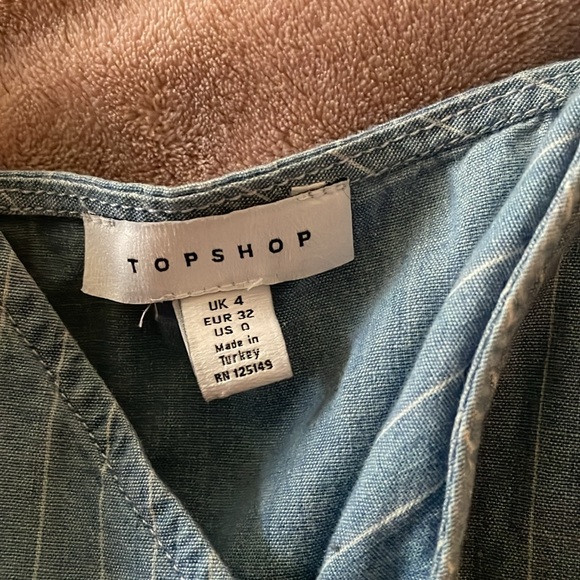 TOPSHOP
UK 4
EUR 32
US 0
Made in
Turkey
RN 125149